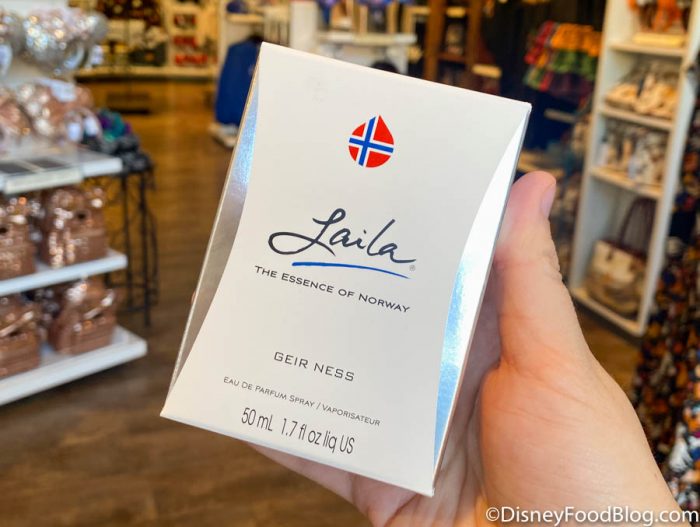 Laila®
THE ESSENCE OF NORWAY
GEIR NESS
EAU DE PARFUM SPRAY / VAPORISATEUR
50 mL 1.7 fl oz liq US
©DisneyFoodBlog.com